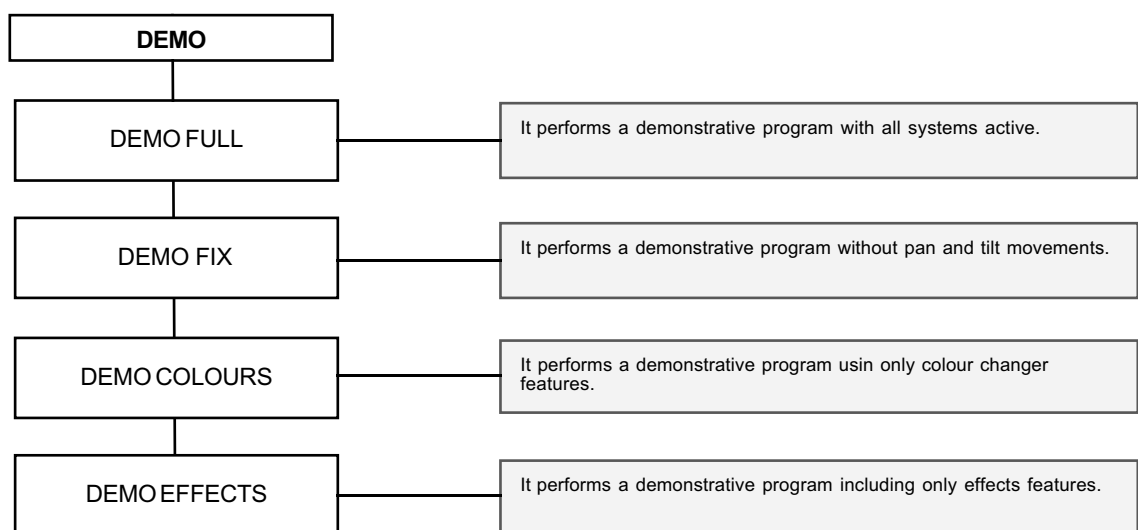 DEMO
DEMO FULL
It performs a demonstrative program with all systems active.
DEMO FIX
It performs a demonstrative program without pan and tilt movements.
DEMO COLOURS
It performs a demonstrative program usin only colour changer
features.
DEMO EFFECTS
It performs a demonstrative program including only effects features.